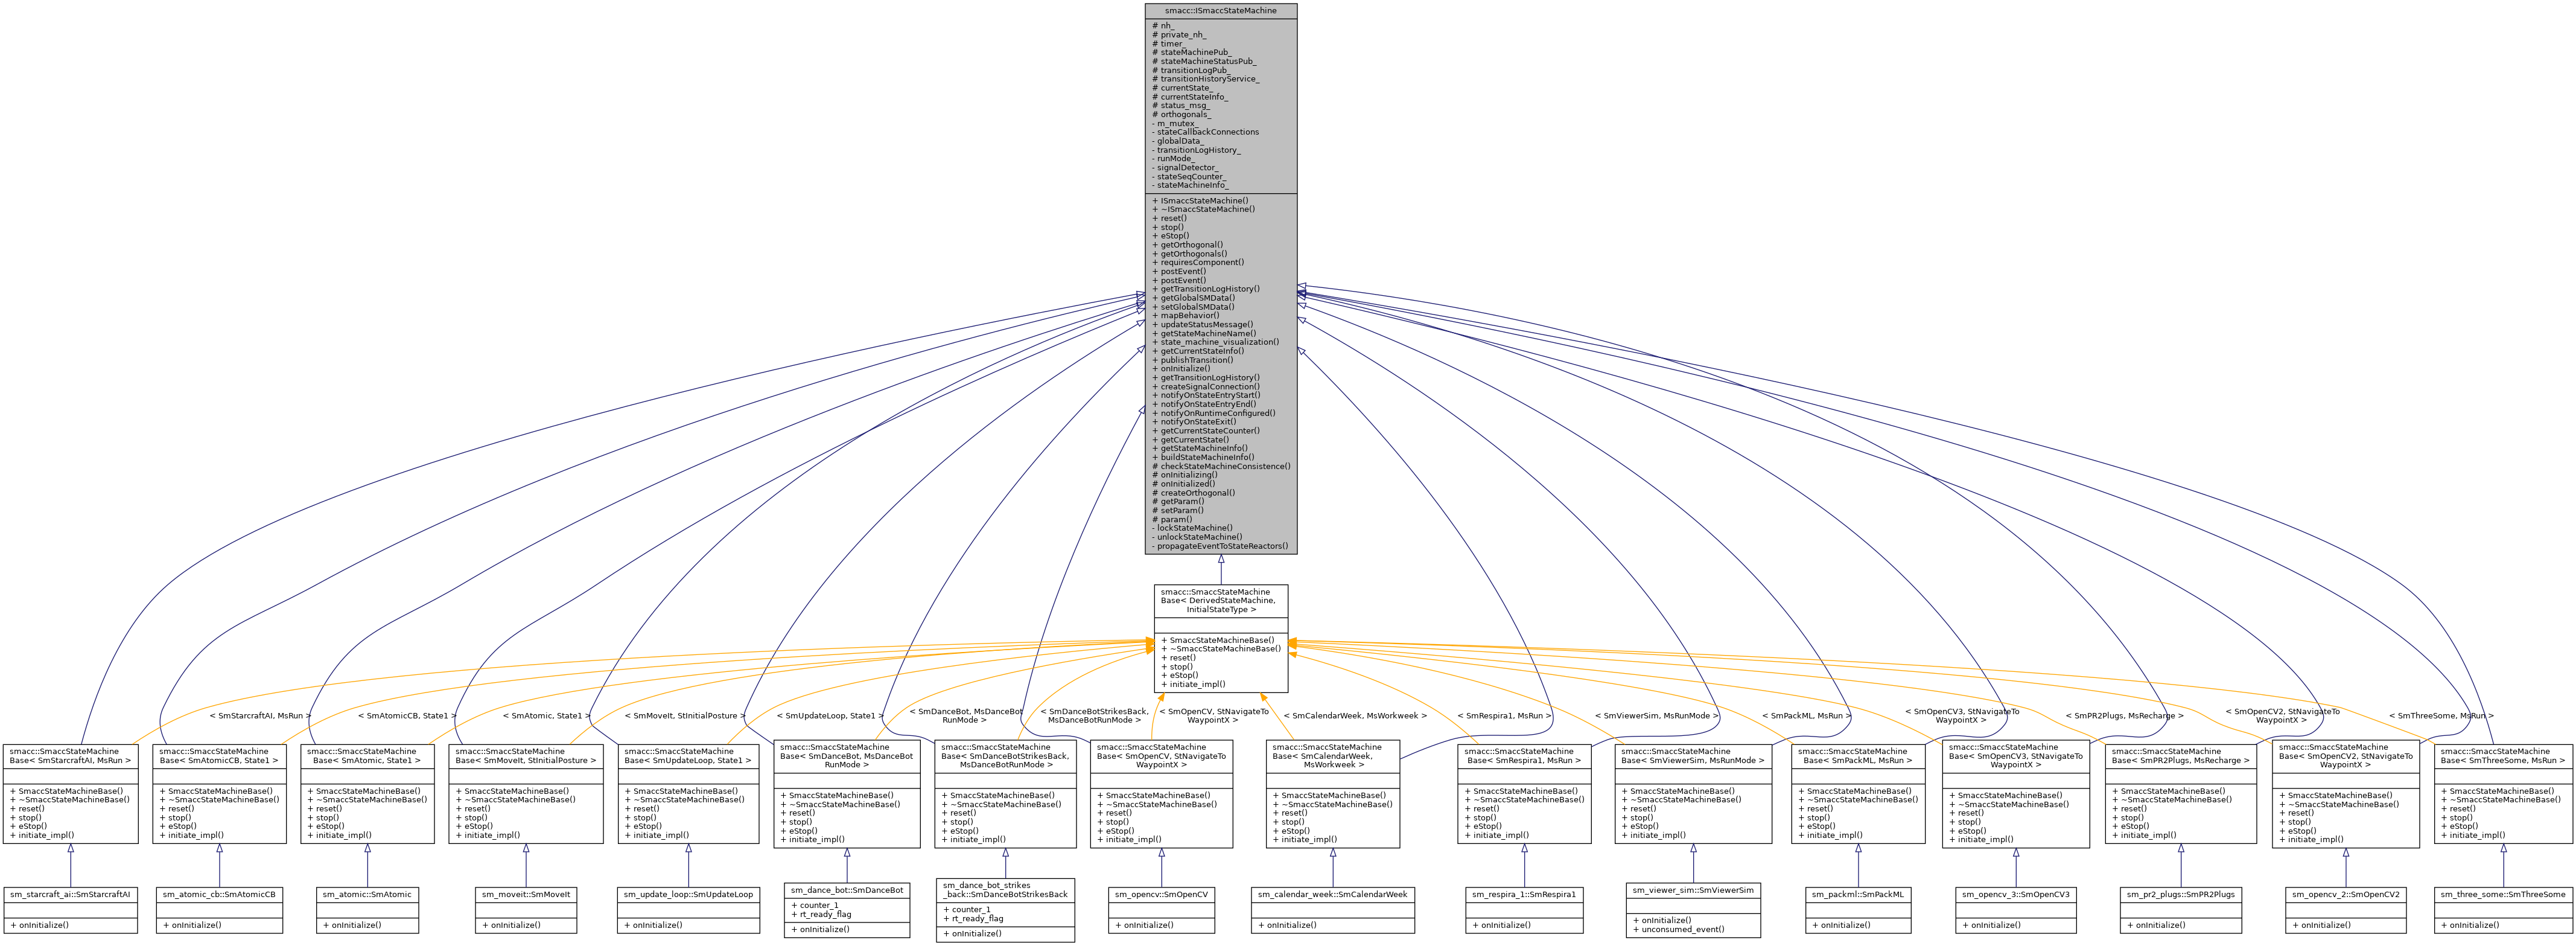 smacc::ISmaccStateMachine
# nh_
# private_nh_
# timer_
# stateMachinePub_
# stateMachineStatusPub_
# transitionLogPub_
# transitionHistoryService_
# currentState_
# currentStateInfo_
# status_msg_
# orthogonals_
- m_mutex_
- stateCallbackConnections
- globalData_
- transitionLogHistory_
- runMode_
- signalDetector_
- stateSeqCounter_
- stateMachineInfo_
+ ISmaccStateMachine()
+ ~ISmaccStateMachine()
+ reset()
+ stop()
+ eStop()
+ getOrthogonal()
+ getOrthogonals()
+ requiresComponent()
+ postEvent()
+ postEvent()
+ getTransitionLogHistory()
+ getGlobalSMData()
+ setGlobalSMData()
+ mapBehavior()
+ updateStatusMessage()
+ getStateMachineName()
+ state_machine_visualization()
+ getCurrentStateInfo()
+ publishTransition()
+ onInitialize()
+ getTransitionLogHistory()
+ createSignalConnection()
+ notifyOnStateEntryStart()
+ notifyOnStateEntryEnd()
+ notifyOnRuntimeConfigured()
+ notifyOnStateExit()
+ getCurrentStateCounter()
+ getCurrentState()
+ getStateMachineInfo()
+ buildStateMachineInfo()
# checkStateMachineConsistence()
# onInitializing()
# onInitialized()
# createOrthogonal()
# getParam()
# setParam()
# param()
- lockStateMachine()
- unlockStateMachine()
- propagateEventToStateReactors()
smacc::SmaccStateMachine
Base< DerivedStateMachine,
InitialStateType >
+ SmaccStateMachineBase()
+ ~SmaccStateMachineBase()
+ reset()
+ stop()
+ eStop()
+ initiate_impl()
< SmStarcraftAI, MsRun >
< SmAtomicCB, State1 >
< SmAtomic, State1 >
< SmMoveIt, StInitialPosture >
< SmUpdateLoop, State1 >
< SmDanceBot, MsDanceBot
RunMode >
< SmDanceBotStrikesBack,
MsDanceBotRunMode >
< SmOpenCV, StNavigateTo
WaypointX >
< SmCalendarWeek, MsWorkweek >
< SmRespira1, MsRun >
< SmViewerSim, MsRunMode >
< SmPackML, MsRun >
< SmOpenCV3, StNavigateTo
WaypointX >
< SmPR2Plugs, MsRecharge >
< SmOpenCV2, StNavigateTo
WaypointX >
< SmThreeSome, MsRun >
smacc::SmaccStateMachine
Base< SmStarcraftAI, MsRun >
+ SmaccStateMachineBase()
+ ~SmaccStateMachineBase()
+ reset()
+ stop()
+ eStop()
+ initiate_impl()
smacc::SmaccStateMachine
Base< SmAtomicCB, State1 >
+ SmaccStateMachineBase()
+ ~SmaccStateMachineBase()
+ reset()
+ stop()
+ eStop()
+ initiate_impl()
smacc::SmaccStateMachine
Base< SmAtomic, State1 >
+ SmaccStateMachineBase()
+ ~SmaccStateMachineBase()
+ reset()
+ stop()
+ eStop()
+ initiate_impl()
smacc::SmaccStateMachine
Base< SmMoveIt, StInitialPosture >
+ SmaccStateMachineBase()
+ ~SmaccStateMachineBase()
+ reset()
+ stop()
+ eStop()
+ initiate_impl()
smacc::SmaccStateMachine
Base< SmUpdateLoop, State1 >
+ SmaccStateMachineBase()
+ ~SmaccStateMachineBase()
+ reset()
+ stop()
+ eStop()
+ initiate_impl()
smacc::SmaccStateMachine
Base< SmDanceBot, MsDanceBot
RunMode >
+ SmaccStateMachineBase()
+ ~SmaccStateMachineBase()
+ reset()
+ stop()
+ eStop()
+ initiate_impl()
smacc::SmaccStateMachine
Base< SmDanceBotStrikesBack,
MsDanceBotRunMode >
+ SmaccStateMachineBase()
+ ~SmaccStateMachineBase()
+ reset()
+ stop()
+ eStop()
+ initiate_impl()
smacc::SmaccStateMachine
Base< SmOpenCV, StNavigateTo
WaypointX >
+ SmaccStateMachineBase()
+ ~SmaccStateMachineBase()
+ reset()
+ stop()
+ eStop()
+ initiate_impl()
smacc::SmaccStateMachine
Base< SmCalendarWeek,
MsWorkweek >
+ SmaccStateMachineBase()
+ ~SmaccStateMachineBase()
+ reset()
+ stop()
+ eStop()
+ initiate_impl()
smacc::SmaccStateMachine
Base< SmRespira1, MsRun >
+ SmaccStateMachineBase()
+ ~SmaccStateMachineBase()
+ reset()
+ stop()
+ eStop()
+ initiate_impl()
smacc::SmaccStateMachine
Base< SmViewerSim, MsRunMode >
+ SmaccStateMachineBase()
+ ~SmaccStateMachineBase()
+ reset()
+ stop()
+ eStop()
+ initiate_impl()
smacc::SmaccStateMachine
Base< SmPackML, MsRun >
+ SmaccStateMachineBase()
+ ~SmaccStateMachineBase()
+ reset()
+ stop()
+ eStop()
+ initiate_impl()
smacc::SmaccStateMachine
Base< SmOpenCV3, StNavigateTo
WaypointX >
+ SmaccStateMachineBase()
+ ~SmaccStateMachineBase()
+ reset()
+ stop()
+ eStop()
+ initiate_impl()
smacc::SmaccStateMachine
Base< SmPR2Plugs, MsRecharge >
+ SmaccStateMachineBase()
+ ~SmaccStateMachineBase()
+ reset()
+ stop()
+ eStop()
+ initiate_impl()
smacc::SmaccStateMachine
Base< SmOpenCV2, StNavigateTo
WaypointX >
+ SmaccStateMachineBase()
+ ~SmaccStateMachineBase()
+ reset()
+ stop()
+ eStop()
+ initiate_impl()
smacc::SmaccStateMachine
Base< SmThreeSome, MsRun >
+ SmaccStateMachineBase()
+ ~SmaccStateMachineBase()
+ reset()
+ stop()
+ eStop()
+ initiate_impl()
sm_starcraft_ai::SmStarcraftAI
+ onInitialize()
sm_atomic_cb::SmAtomicCB
+ onInitialize()
sm_atomic::SmAtomic
+ onInitialize()
sm_moveit::SmMoveIt
+ onInitialize()
sm_update_loop::SmUpdateLoop
+ onInitialize()
sm_dance_bot::SmDanceBot
+ counter_1
+ rt_ready_flag
+ onInitialize()
sm_dance_bot_strikes
_back::SmDanceBotStrikesBack
+ counter_1
+ rt_ready_flag
+ onInitialize()
sm_opencv::SmOpenCV
+ onInitialize()
sm_calendar_week::SmCalendarWeek
+ onInitialize()
sm_respira_1::SmRespira1
+ onInitialize()
sm_viewer_sim::SmViewerSim
+ onInitialize()
+ unconsumed_event()
sm_packml::SmPackML
+ onInitialize()
sm_opencv_3::SmOpenCV3
+ onInitialize()
sm_pr2_plugs::SmPR2Plugs
+ onInitialize()
sm_opencv_2::SmOpenCV2
+ onInitialize()
sm_three_some::SmThreeSome
+ onInitialize()